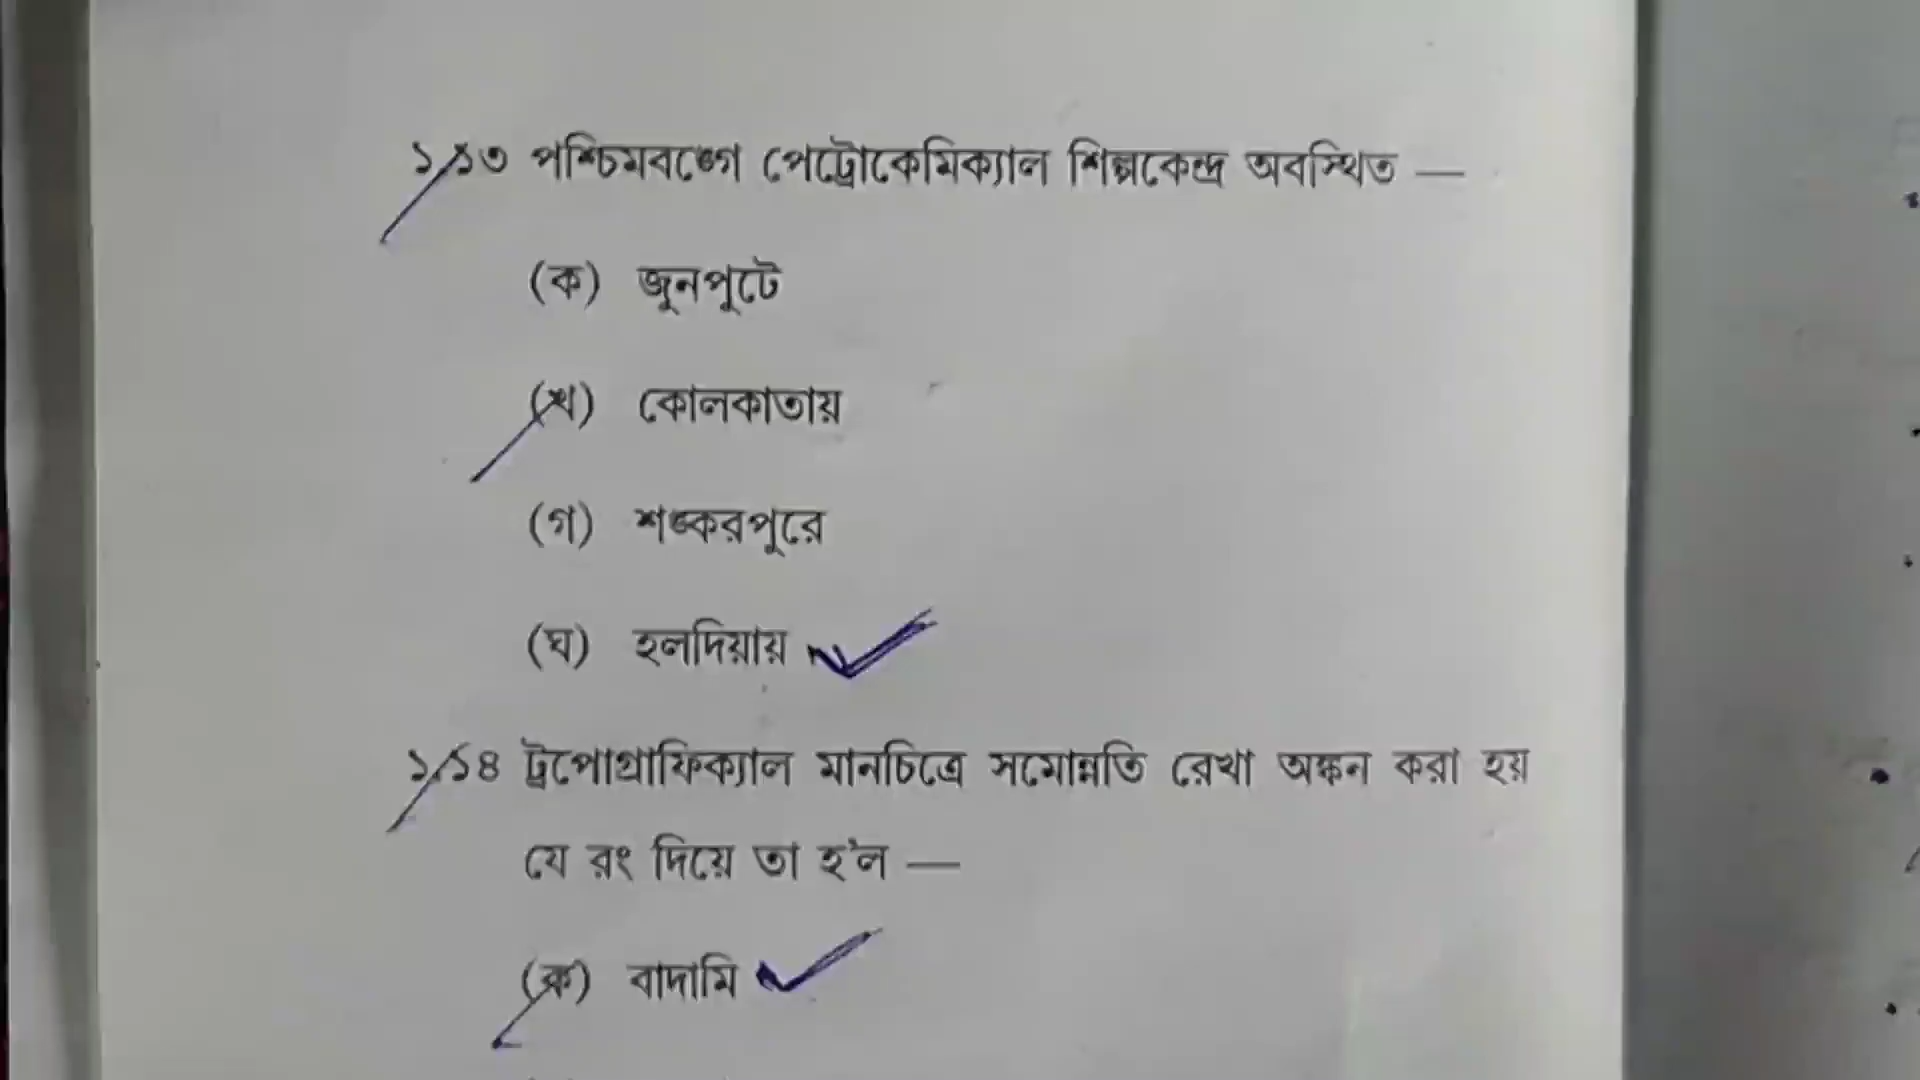 ১.১৩ পশ্চিমবঙ্গে পেট্রোকেমিক্যাল শিল্পকেন্দ্র অবস্থিত —
(ক) জুনপুটে
(খ) কোলকাতায়
(গ) শঙ্করপুরে
(ঘ) হলদিয়ায়
১.১৪ ট্রপোগ্রাফিক্যাল মানচিত্রে সমোন্নতি রেখা অঙ্কন করা হয়
যে রং দিয়ে তা হ'ল —
(ক) বাদামি